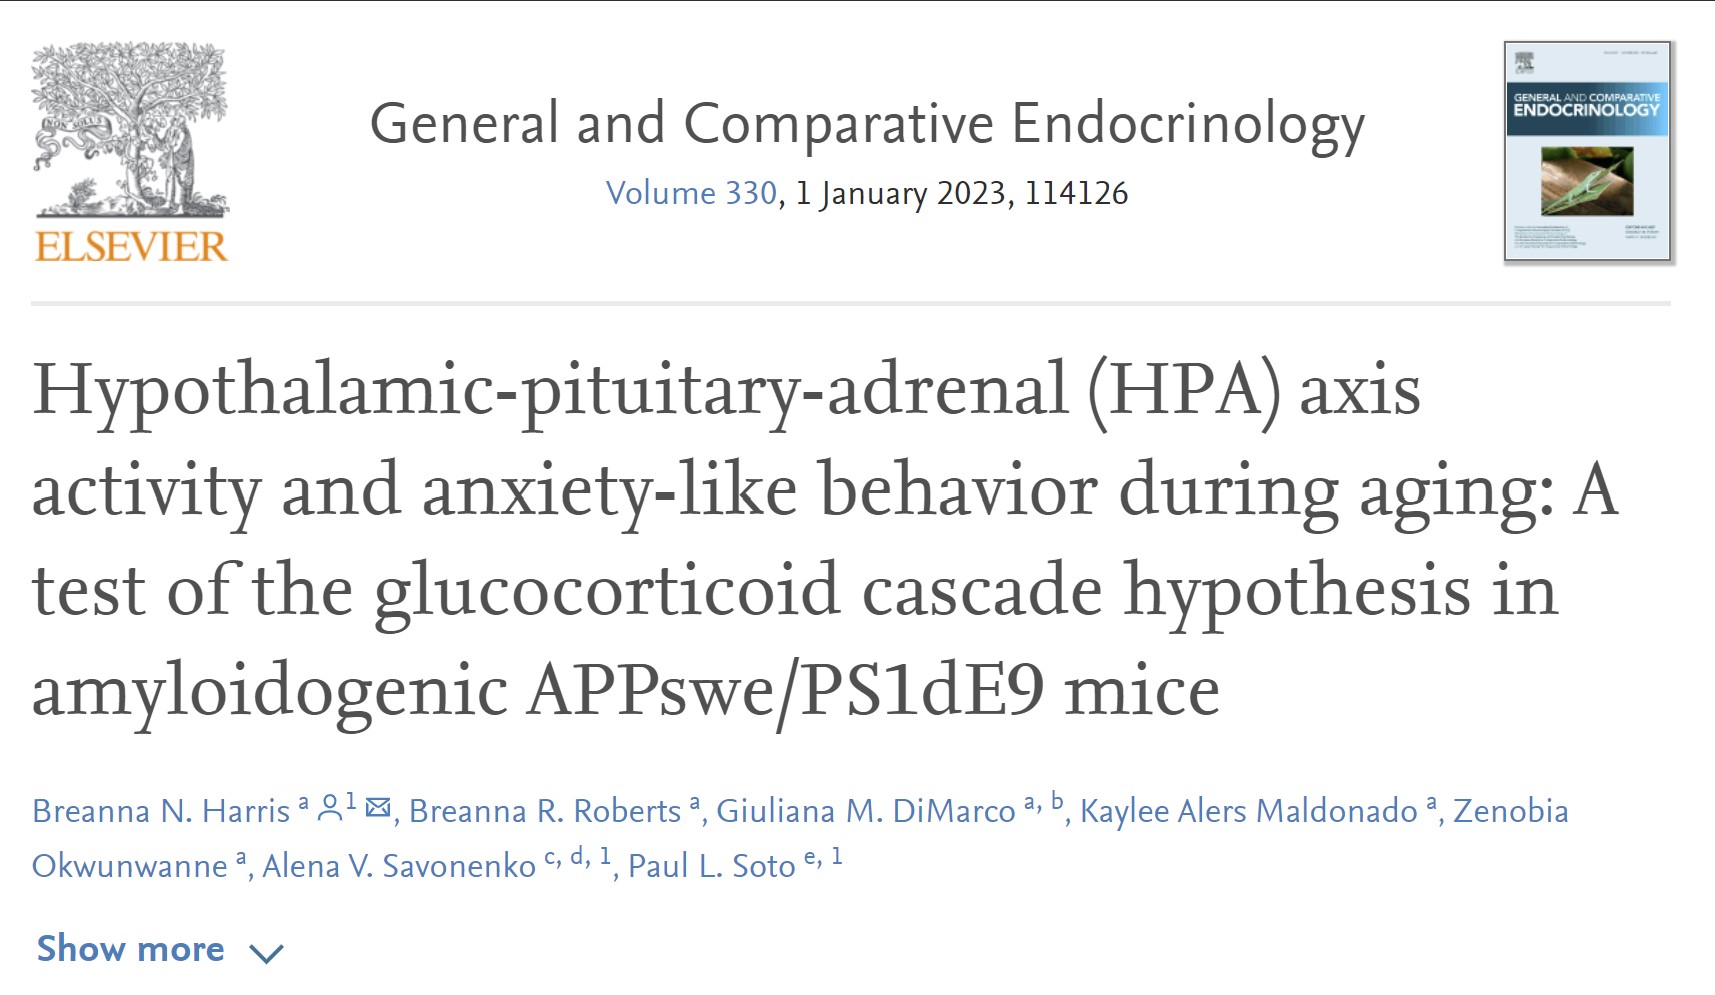 NON SOLUS
ELSEVIER
General and Comparative Endocrinology
Volume 330, 1 January 2023, 114126
GENERAL AND COMPARATIVE
ENDOCRINOLOGY
Hypothalamic-pituitary-adrenal (HPA) axis
activity and anxiety-like behavior during aging: A
test of the glucocorticoid cascade hypothesis in
amyloidogenic APPswe/PS1dE9 mice
Breanna N. Harris a 1, Breanna R. Roberts a, Giuliana M. DiMarco a, b, Kaylee Alers Maldonado a, Zenobia
Okwunwanne a, Alena V. Savonenko c, d, 1, Paul L. Soto e, 1
Show more